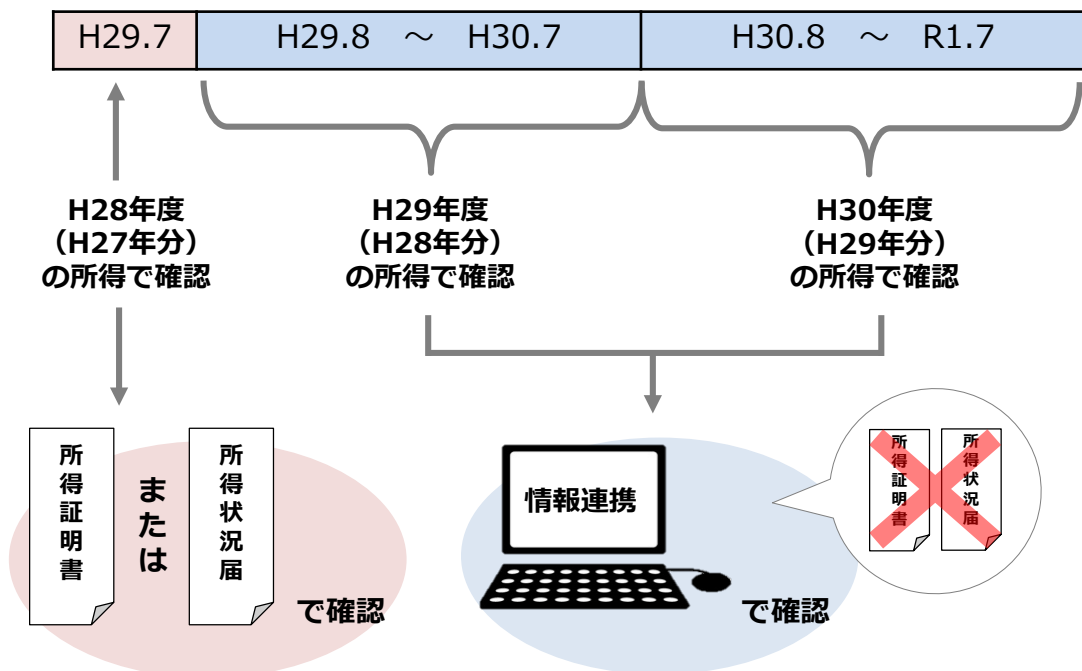 H29.7
H29.8 ～ H30.7
H30.8 ～ R1.7
H28年度
（H27年分）
の所得で確認
H29年度
（H28年分）
の所得で確認
H30年度
（H29年分）
の所得で確認
所得証明書
または
所得状況届
で確認
情報連携
で確認
所得証明書
所得状況届